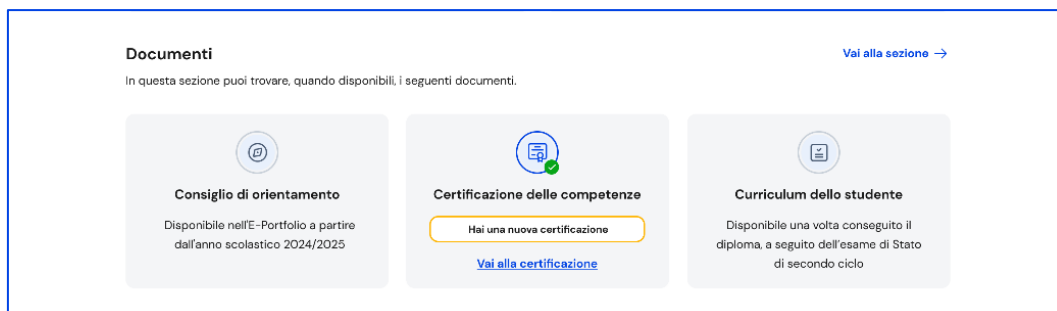 Documenti
Vai alla sezione →
In questa sezione puoi trovare, quando disponibili, i seguenti documenti.
Consiglio di orientamento
Disponibile nell'E-Portfolio a partire
dall'anno scolastico 2024/2025
Certificazione delle competenze
Hai una nuova certificazione
Vai alla certificazione
Curriculum dello studente
Disponibile una volta conseguito il
diploma, a seguito dell'esame di Stato
di secondo ciclo